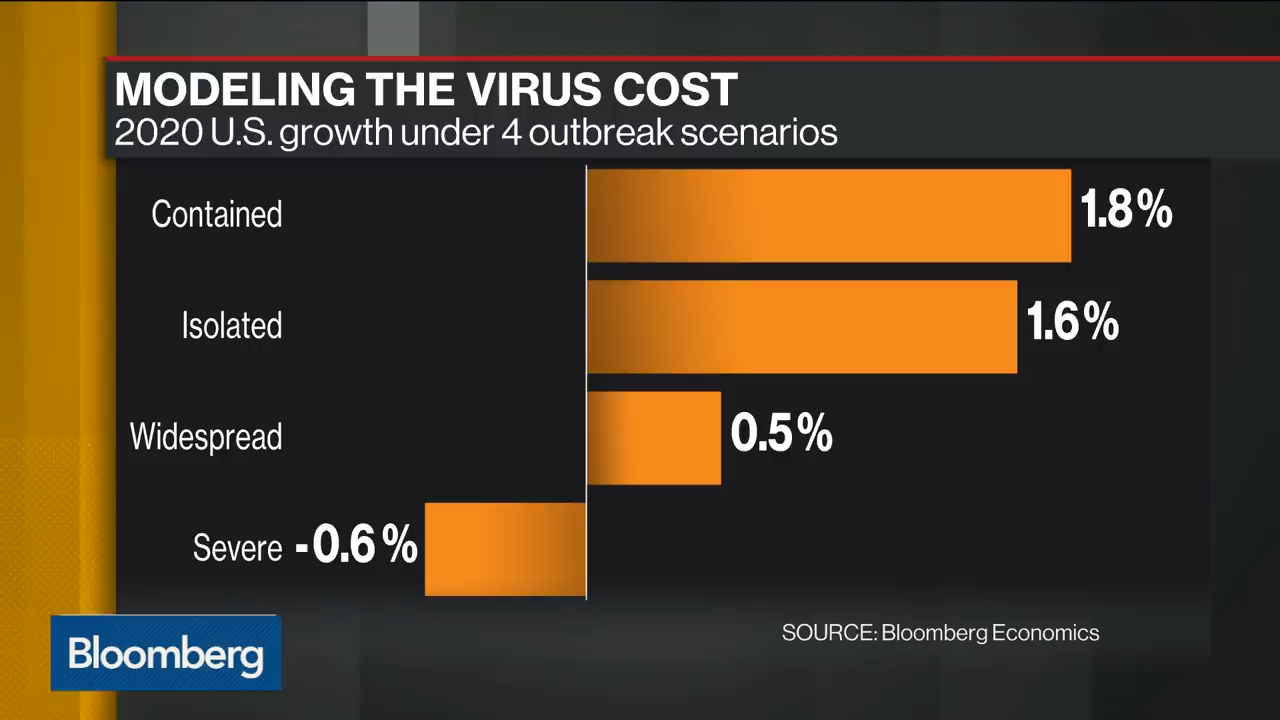 MODELING THE VIRUS COST
2020 U.S. growth under 4 outbreak scenarios
Contained 1.8%
Isolated 1.6%
Widespread 0.5%
Severe -0.6%
SOURCE: Bloomberg Economics
Bloomberg